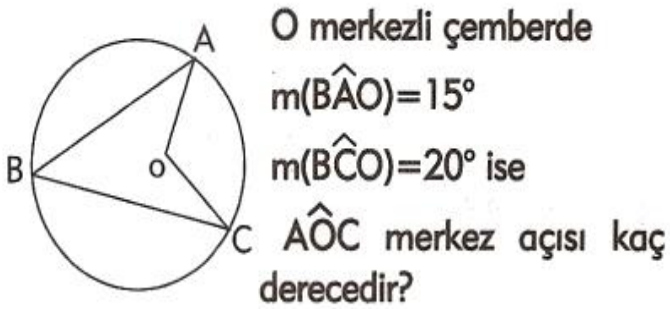 A
B
O
C
O merkezli çemberde
m(BÂO)=15°
m(BĈO)=20° ise
AÔC merkez açısı kaç
derecedir?